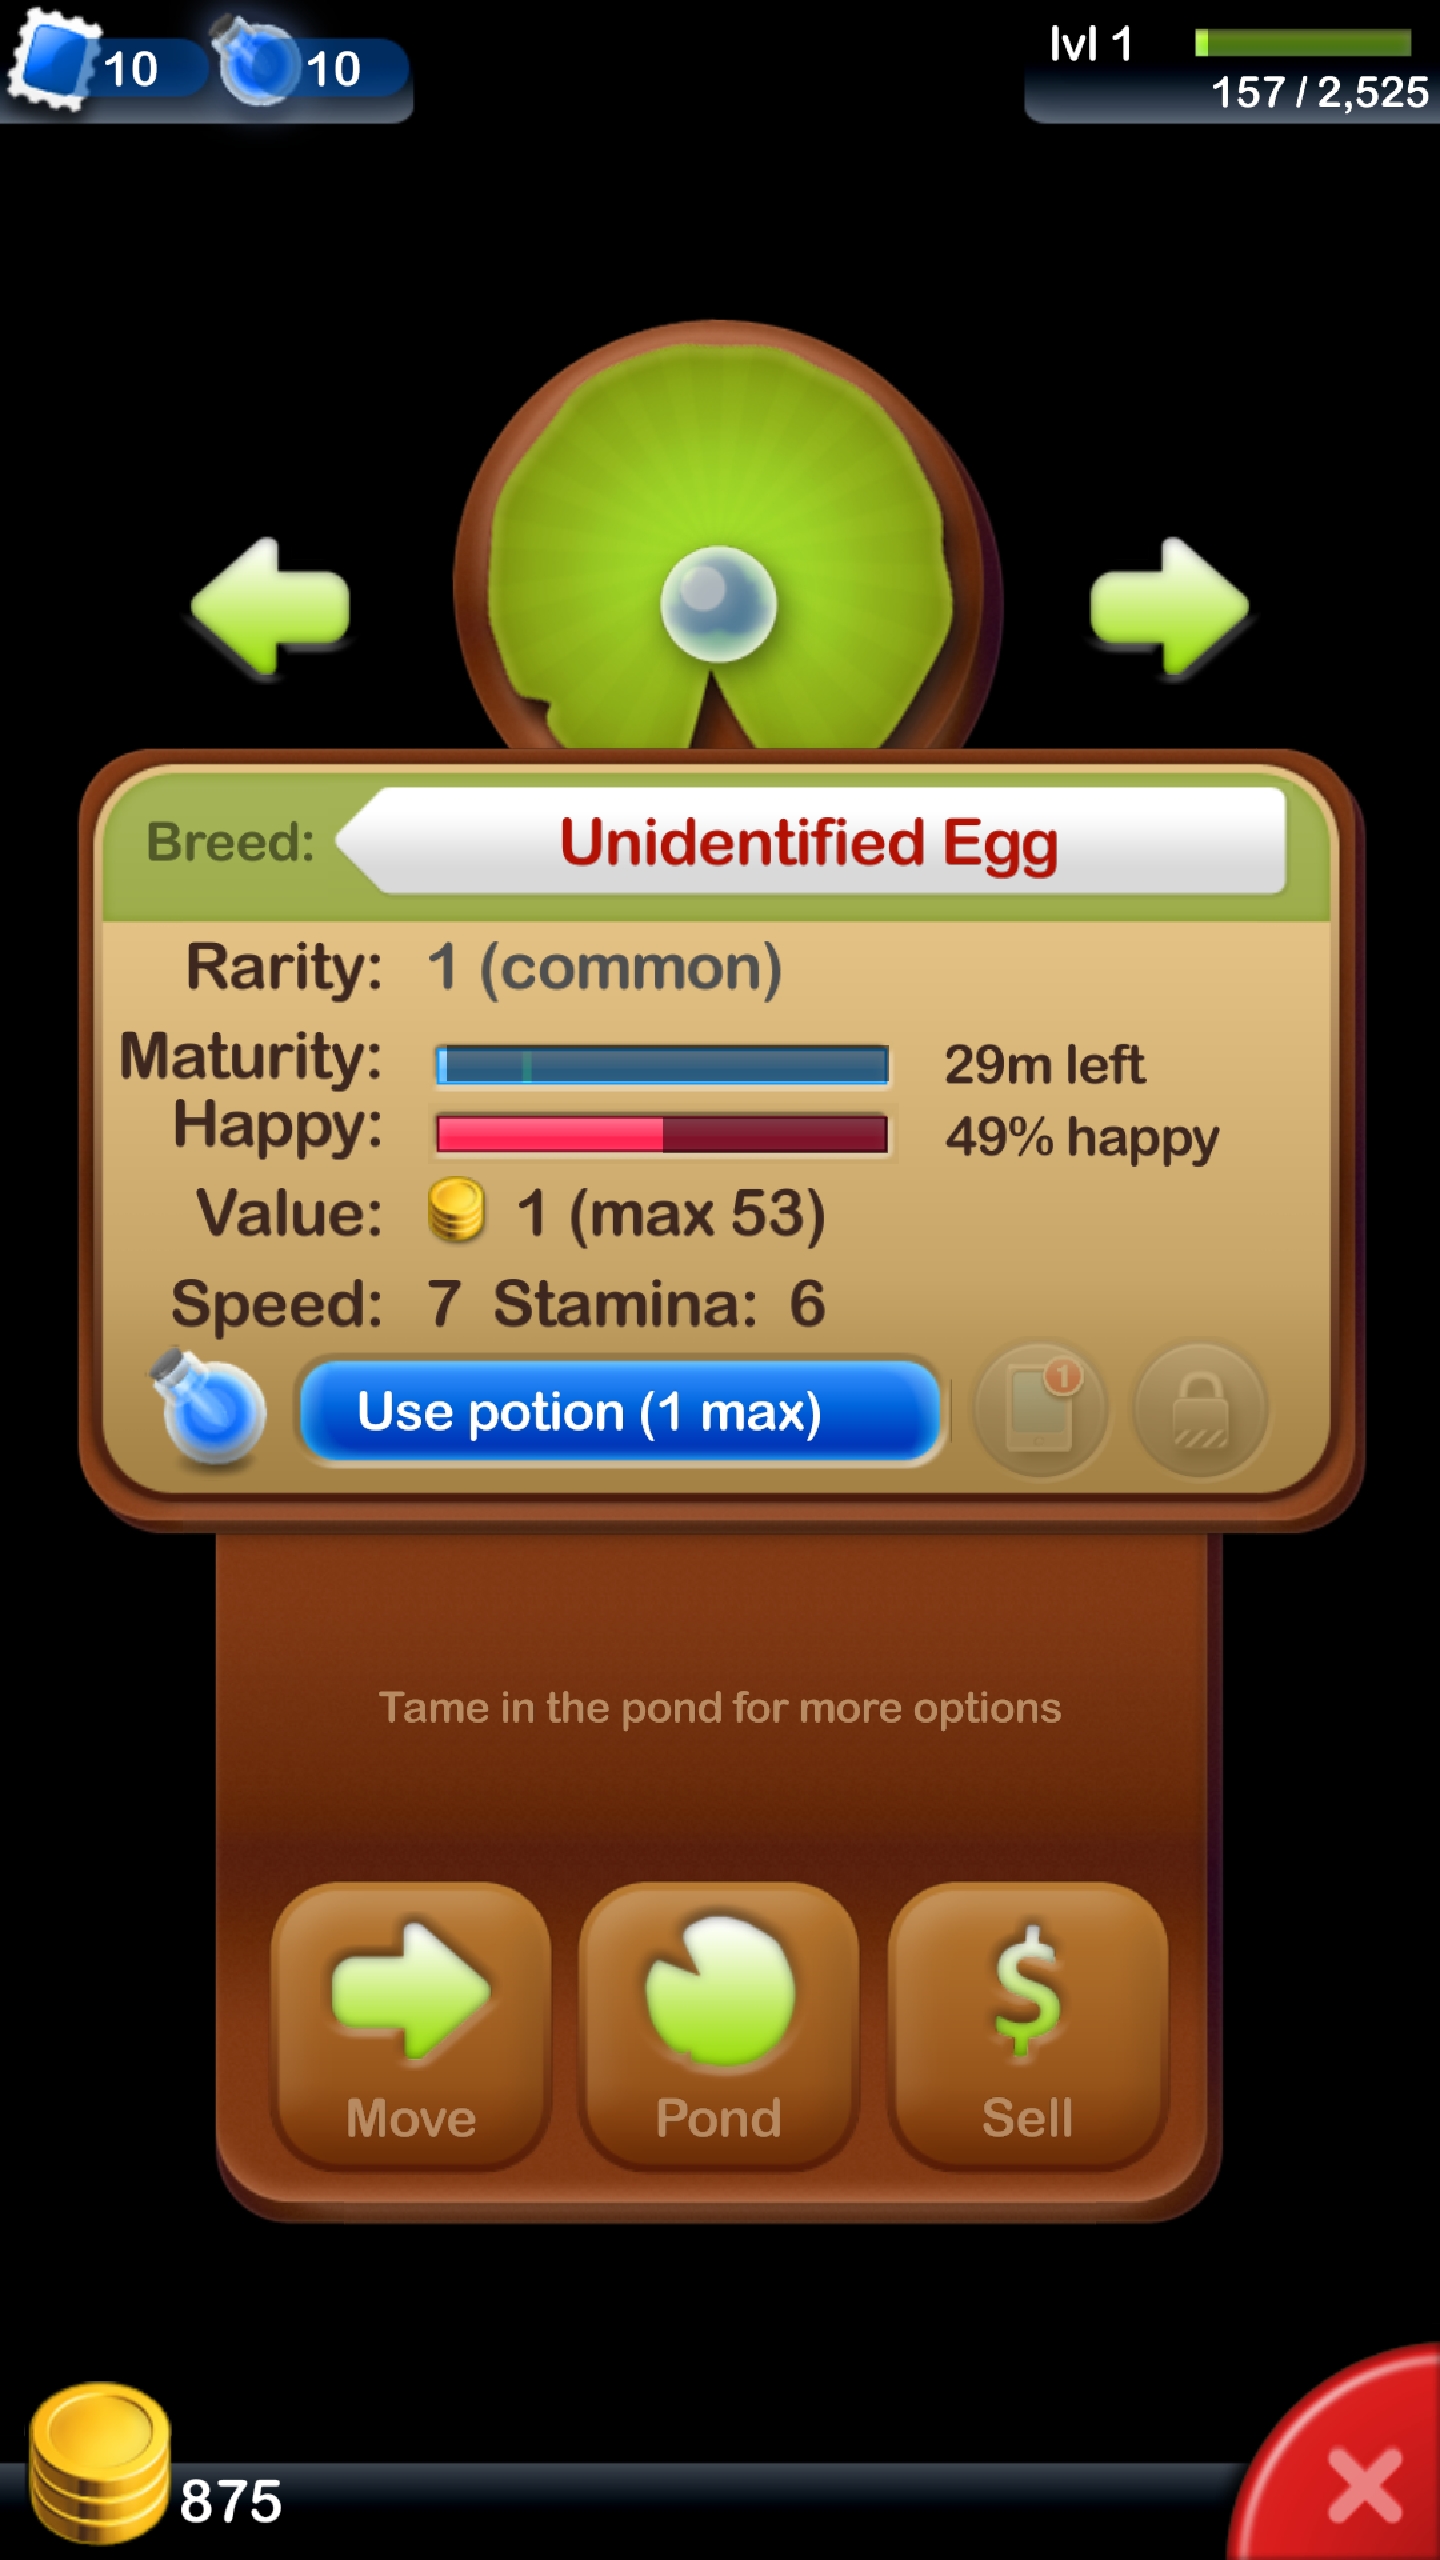 10 10 lvl 1
157 / 2,525
Breed: Unidentified Egg
Rarity: 1 (common)
Maturity: 29m left
Happy: 49% happy
Value: 1 (max 53)
Speed: 7 Stamina: 6
Use potion (1 max)
1
Tame in the pond for more options
Move Pond Sell
875